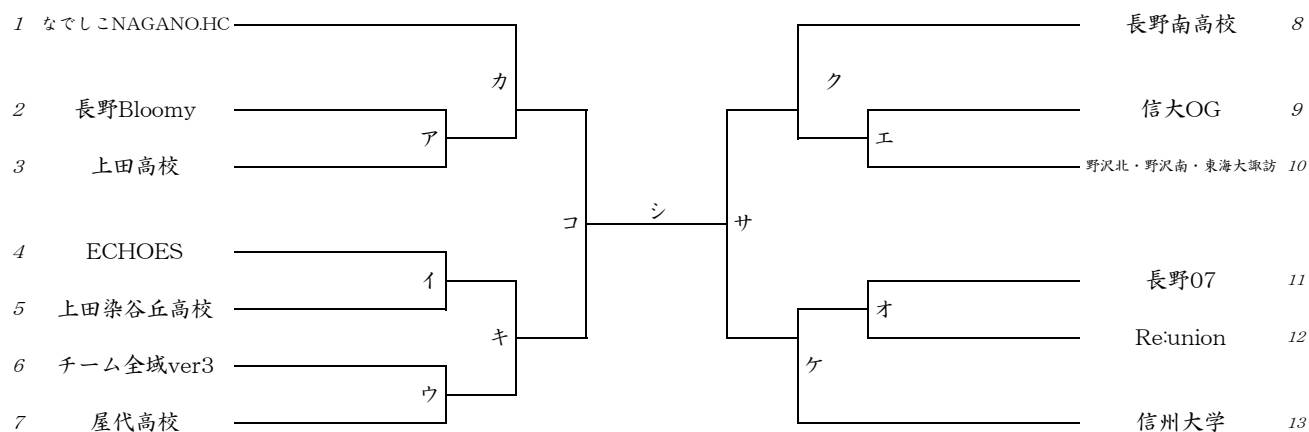 1 なでしこNAGANO.HC
長野南高校 8
カ
ク
2 長野Bloomy
信大OG 9
ア
エ
3 上田高校
野沢北・野沢南・東海大諏訪 10
コ
シ
サ
4 ECHOES
イ
長野07 11
5 上田染谷丘高校
オ
キ
Re:union 12
6 チーム全域ver3
ケ
ウ
7 屋代高校
信州大学 13